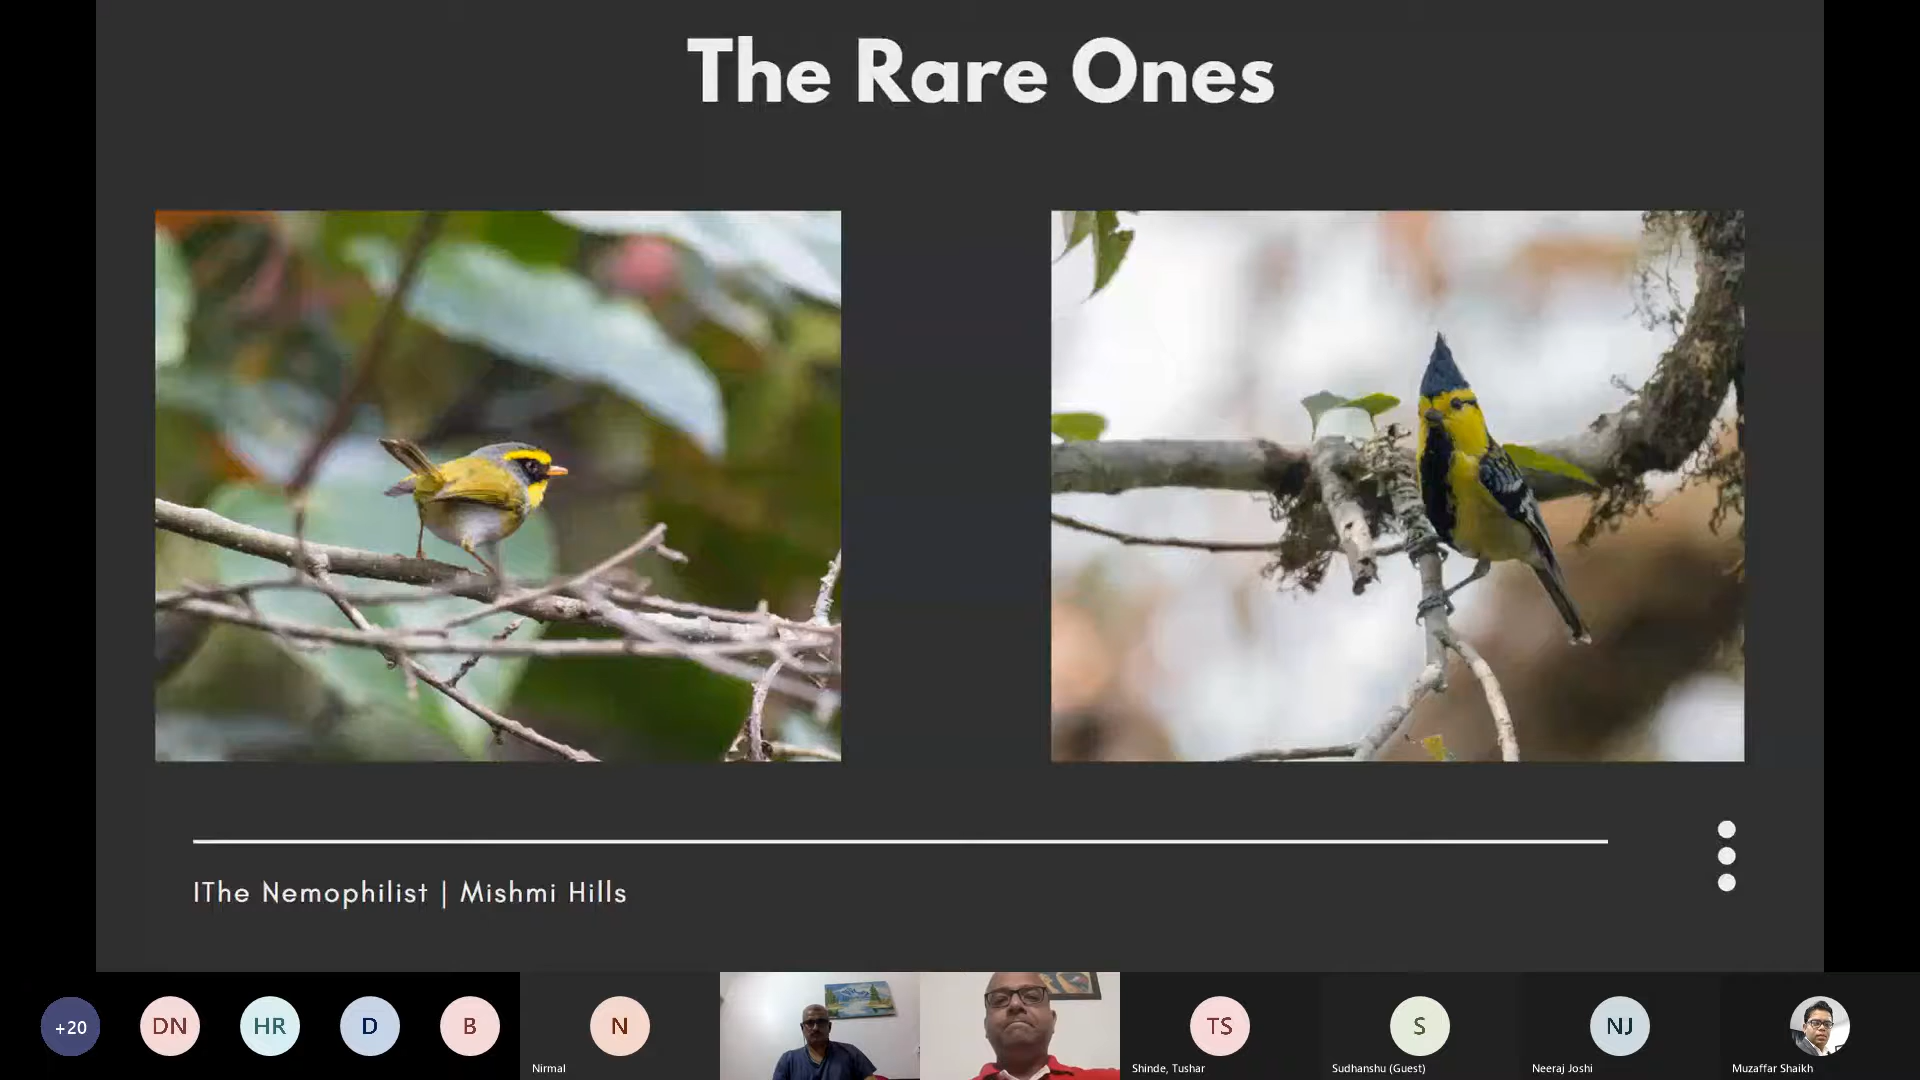 The Rare Ones
IThe Nemophilist | Mishmi Hills
+20
DN
HR
D
B
N
TS
S
NJ
Nirmal
Shinde, Tushar
Sudhanshu (Guest)
Neeraj Joshi
Muzaffar Shaikh